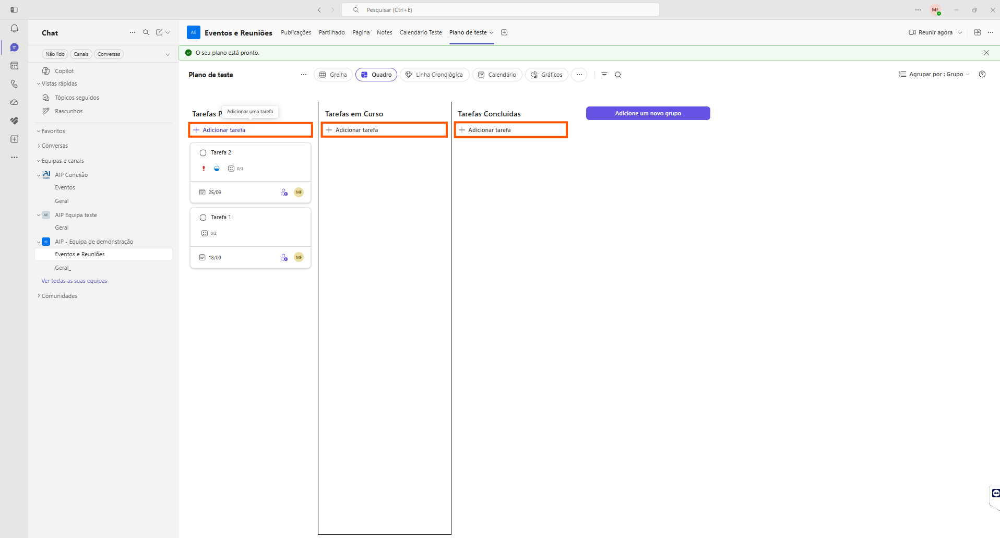 Pesquisar (Ctrl+E)
MF
Chat
AE
Eventos e Reuniões
Publicações
Partilhado
Página
Notes
Calendário Teste
Plano de teste
Reunir agora
Não lido
Canais
Conversas
O seu plano está pronto.
Copilot
Vistas rápidas
Tópicos seguidos
Rascunhos
Favoritos
Conversas
Equipas e canais
AIP Conexão
Eventos
Geral
AE
AIP Equipa teste
Geral
AE
AIP - Equipa de demonstração
Eventos e Reuniões
Geral_
Ver todas as suas equipas
Comunidades
Plano de teste
Grelha
Quadro
Linha Cronológica
Calendário
Gráficos
Agrupar por : Grupo
Tarefas P
Adicionar uma tarefa
Adicionar tarefa
Tarefa 2
0/3
25/09
MF
Tarefa 1
0/2
18/09
MF
Tarefas em Curso
Adicionar tarefa
Tarefas Concluídas
Adicionar tarefa
Adicione um novo grupo